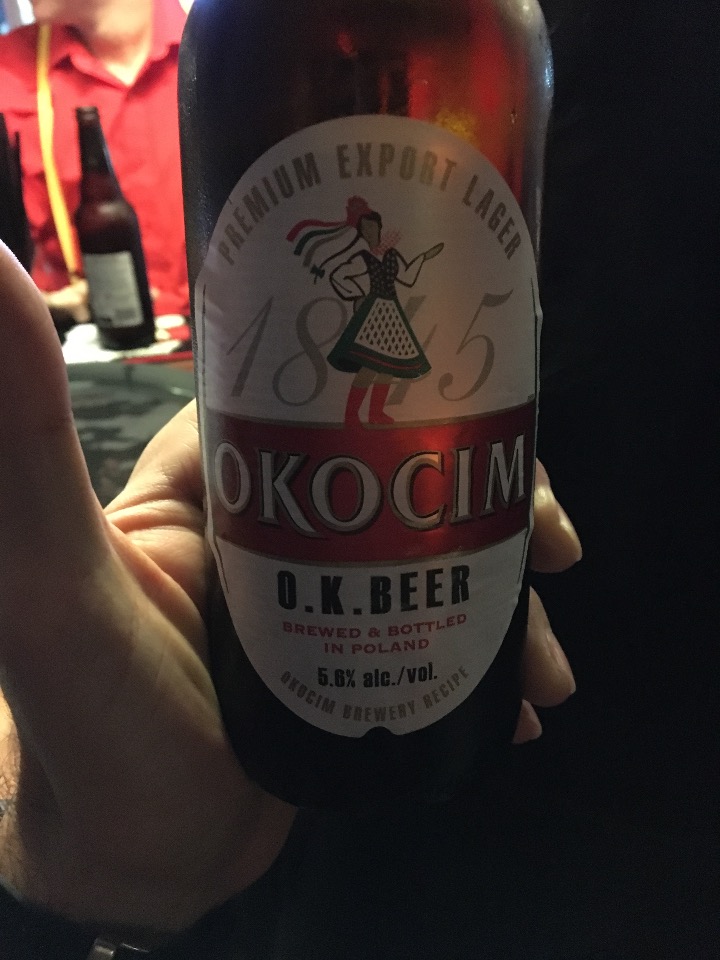 PREMIUM EXPORT LAGER
1845
OKOCIM
O.K.BEER
BREWED & BOTTLED
IN POLAND
5.6% alc./vol.
OKOCIM BREWERY RECIPE